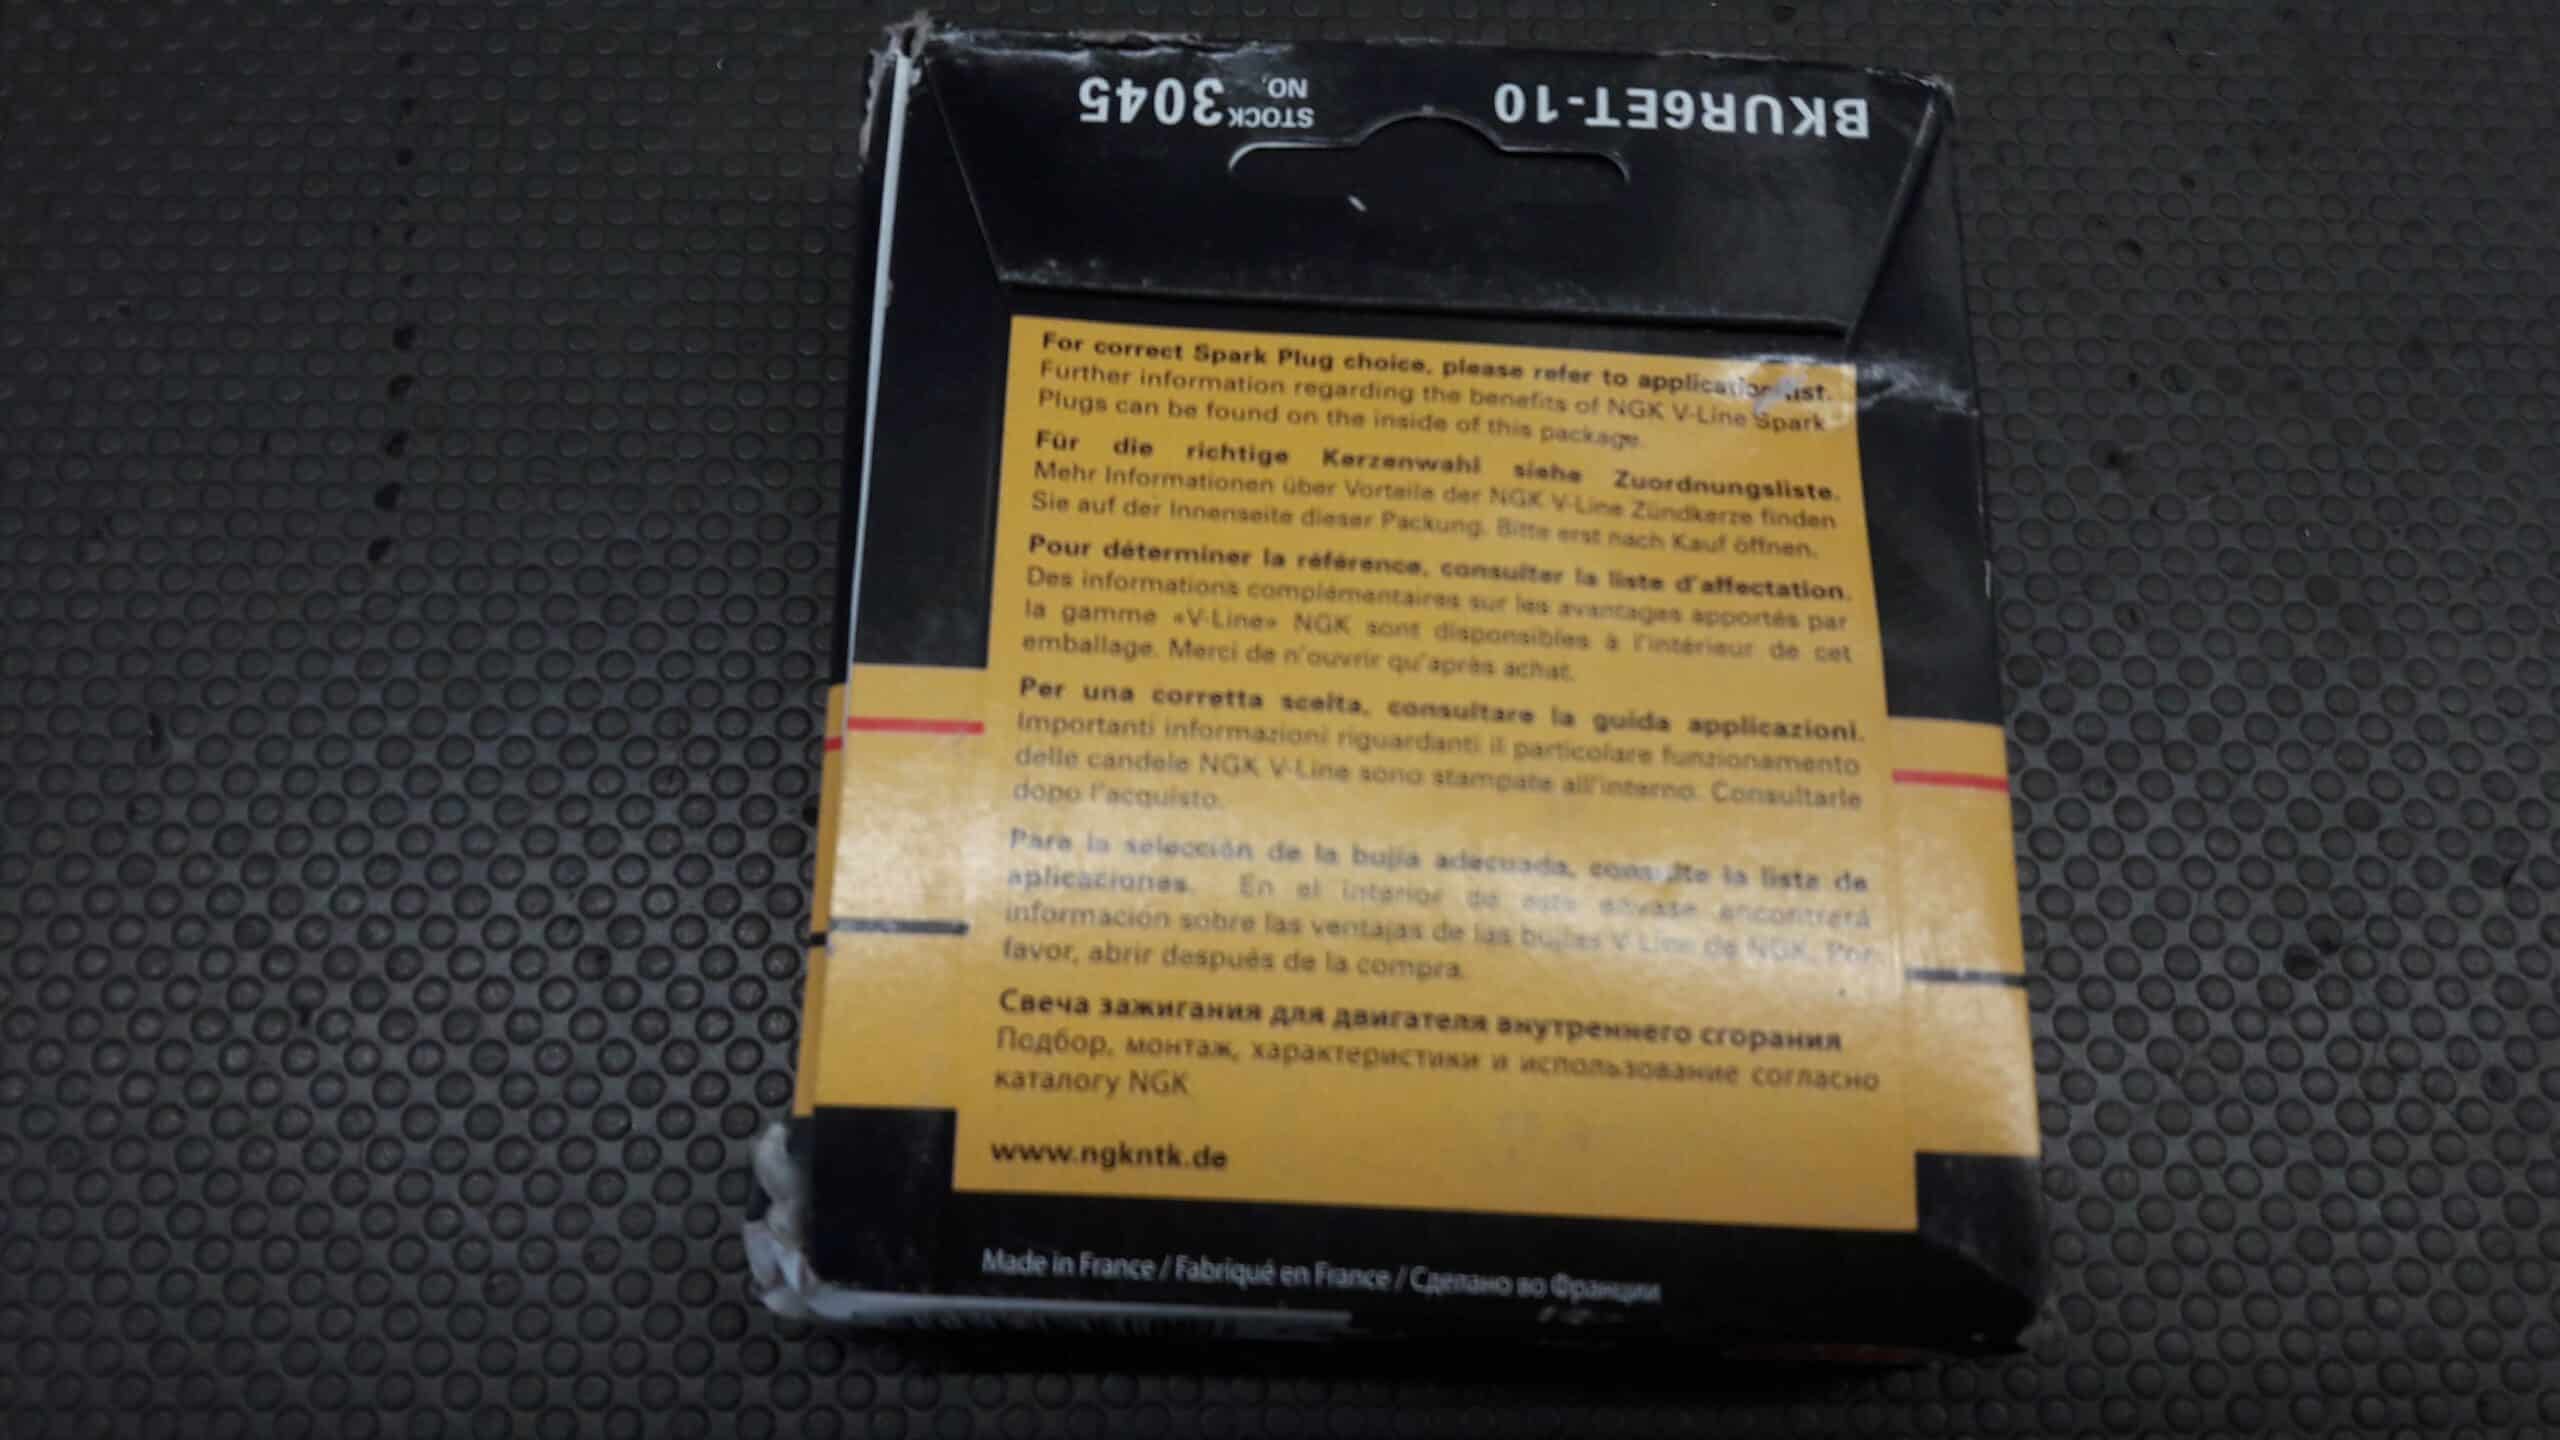 BKUR6ET-10 STOCK NO. 3045
For correct Spark Plug choice, please refer to application list.
Further information regarding the benefits of NGK V-Line Spark
Plugs can be found on the inside of this package.
Für die richtige Kerzenwahl siehe Zuordnungsliste.
Mehr Informationen über Vorteile der NGK V-Line Zündkerze finden
Sie auf der Innenseite dieser Packung. Bitte erst nach Kauf öffnen.
Pour déterminer la référence, consulter la liste d'affectation.
Des informations complémentaires sur les avantages apportés par
la gamme «V-Line» NGK sont disponsibles à l'intérieur de cet
emballage. Merci de n'ouvrir qu'après achat.
Per una corretta scelta, consultare la guida applicazioni.
Importanti informazioni riguardanti il particolare funzionamento
delle candele NGK V-Line sono stampate all'interno. Consultarle
dopo l'acquisto.
Para la selección de la bujía adecuada, consulte la lista de
aplicaciones. En el interior de este envase encontrará
información sobre las ventajas de las bujías V-Line de NGK. Por
favor, abrir después de la compra.
Свеча зажигания для двигателя внутреннего сгорания
Подбор, монтаж, характеристики и использование согласно
каталогу NGK
www.ngkntk.de
Made in France / Fabriqué en France / Сделано во Франции